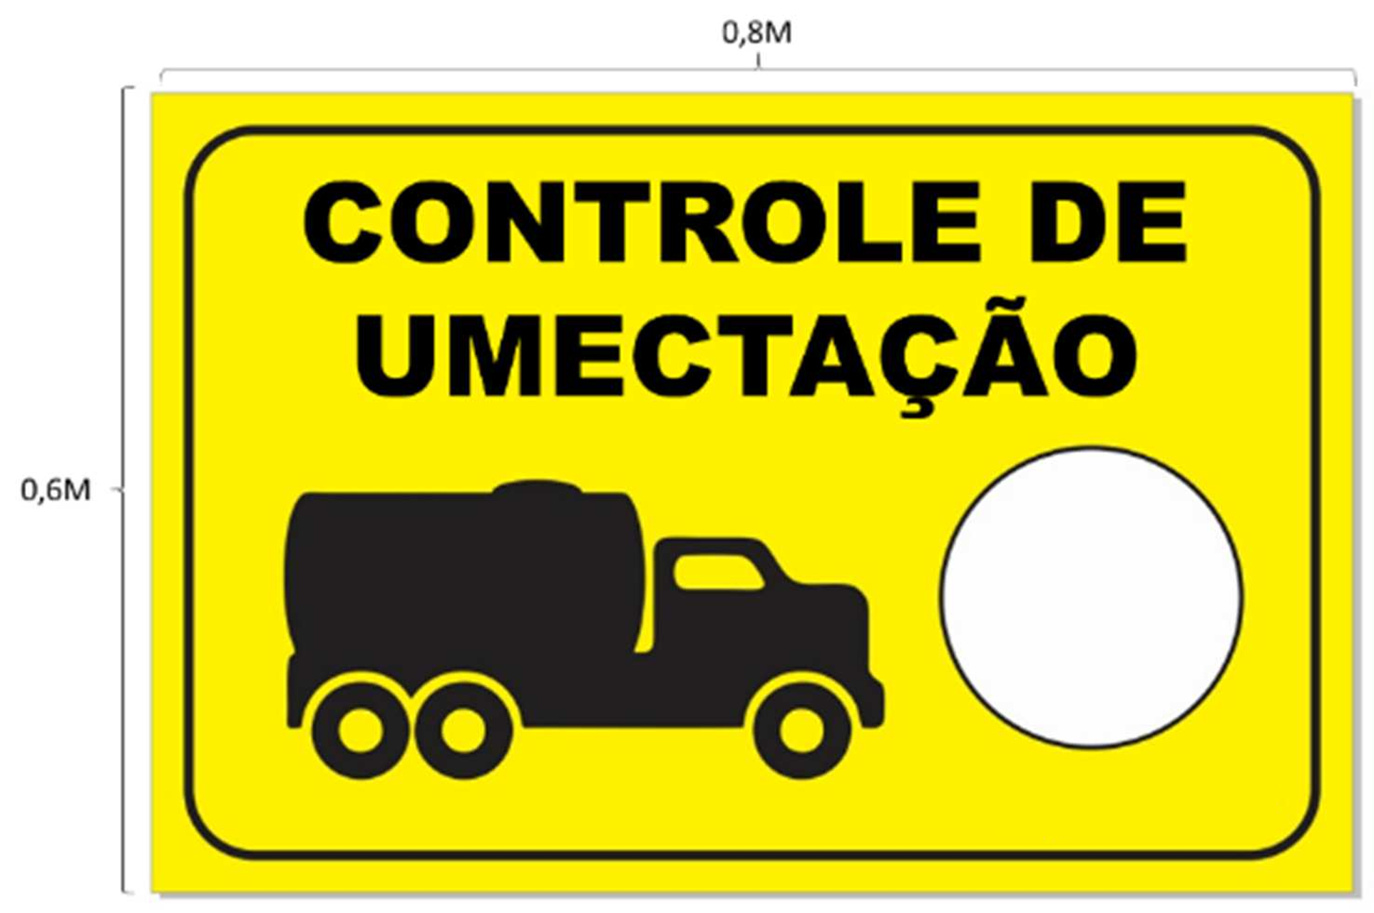 0,8M
CONTROLE DE
UMECTAÇÃO
0,6M